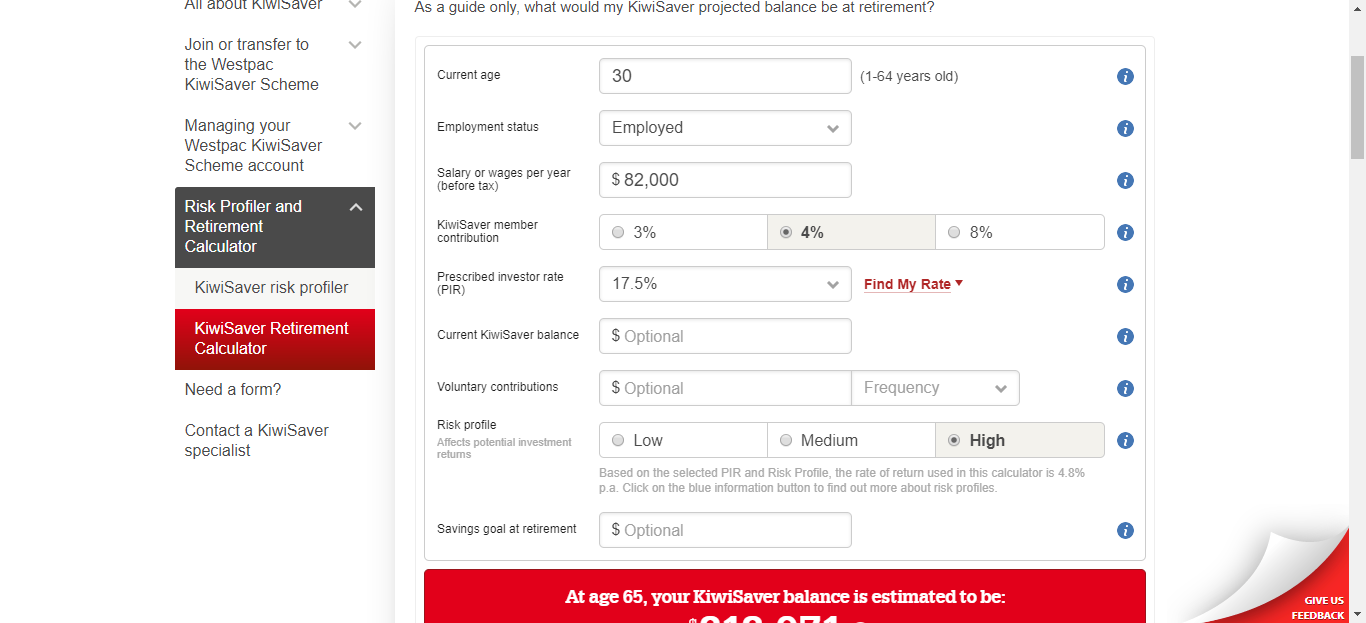 All about KiwiSaver
Join or transfer to
the Westpac
KiwiSaver Scheme
Managing your
Westpac KiwiSaver
Scheme account
Risk Profiler and
Retirement
Calculator
KiwiSaver risk profiler
KiwiSaver Retirement
Calculator
Need a form?
Contact a KiwiSaver
specialist
As a guide only, what would my KiwiSaver projected balance be at retirement?
Current age 30 (1-64 years old) i
Employment status Employed i
Salary or wages per year
(before tax) $ 82,000 i
KiwiSaver member
contribution 3% 4% 8% i
Prescribed investor rate
(PIR) 17.5% Find My Rate i
Current KiwiSaver balance $ Optional i
Voluntary contributions $ Optional Frequency i
Risk profile
Affects potential investment
returns
Low Medium High i
Based on the selected PIR and Risk Profile, the rate of return used in this calculator is 4.8%
p.a. Click on the blue information button to find out more about risk profiles.
Savings goal at retirement $ Optional i
At age 65, your KiwiSaver balance is estimated to be:
GIVE US
FEEDBACK